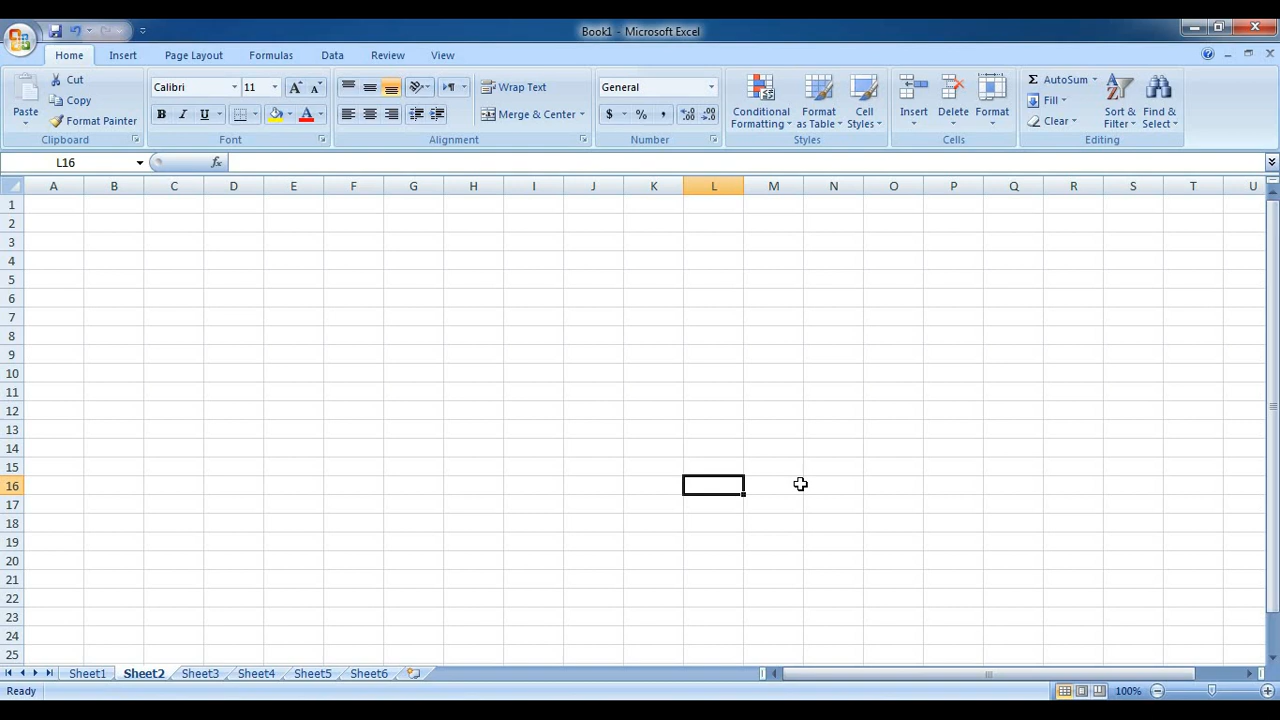 Book1 - Microsoft Excel
Home Insert Page Layout Formulas Data Review View
Paste Cut Copy Format Painter Clipboard
Calibri 11 A A B I U A Font
Wrap Text Merge & Center Alignment
General $ % , Number
Conditional Formatting Format as Table Cell Styles Styles
Insert Delete Format Cells
Σ AutoSum Fill Clear Sort & Filter Find & Select Editing
L16 fx
A B C D E F G H I J K L M N O P Q R S T U
1
2
3
4
5
6
7
8
9
10
11
12
13
14
15
16
17
18
19
20
21
22
23
24
25
Sheet1 Sheet2 Sheet3 Sheet4 Sheet5 Sheet6
Ready 100%